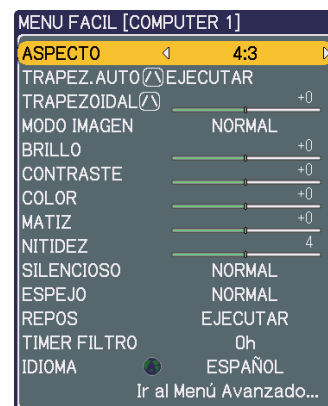 MENU FACIL [COMPUTER 1]
ASPECTO 4:3
TRAPEZ.AUTO EJECUTAR
TRAPEZOIDAL +0
MODO IMAGEN NORMAL
BRILLO +0
CONTRASTE +0
COLOR +0
MATIZ +0
NITIDEZ 4
SILENCIOSO NORMAL
ESPEJO NORMAL
REPOS EJECUTAR
TIMER FILTRO 0h
IDIOMA ESPAÑOL
Ir al Menú Avanzado...